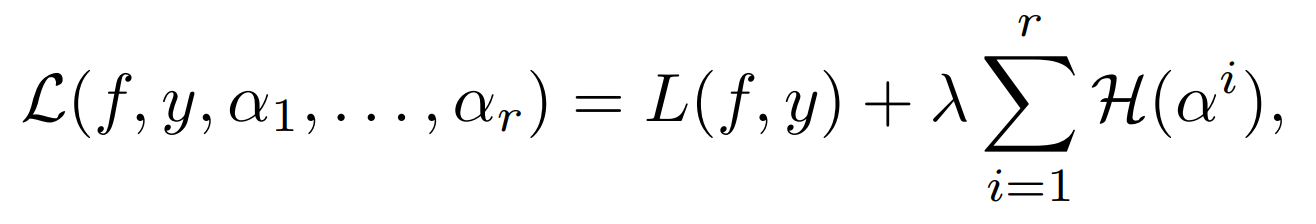 ℒ(f, y, α₁, . . . , αᵣ) = L(f, y) + λ ∑ᵢ₌₁ʳ ℋ(αⁱ),